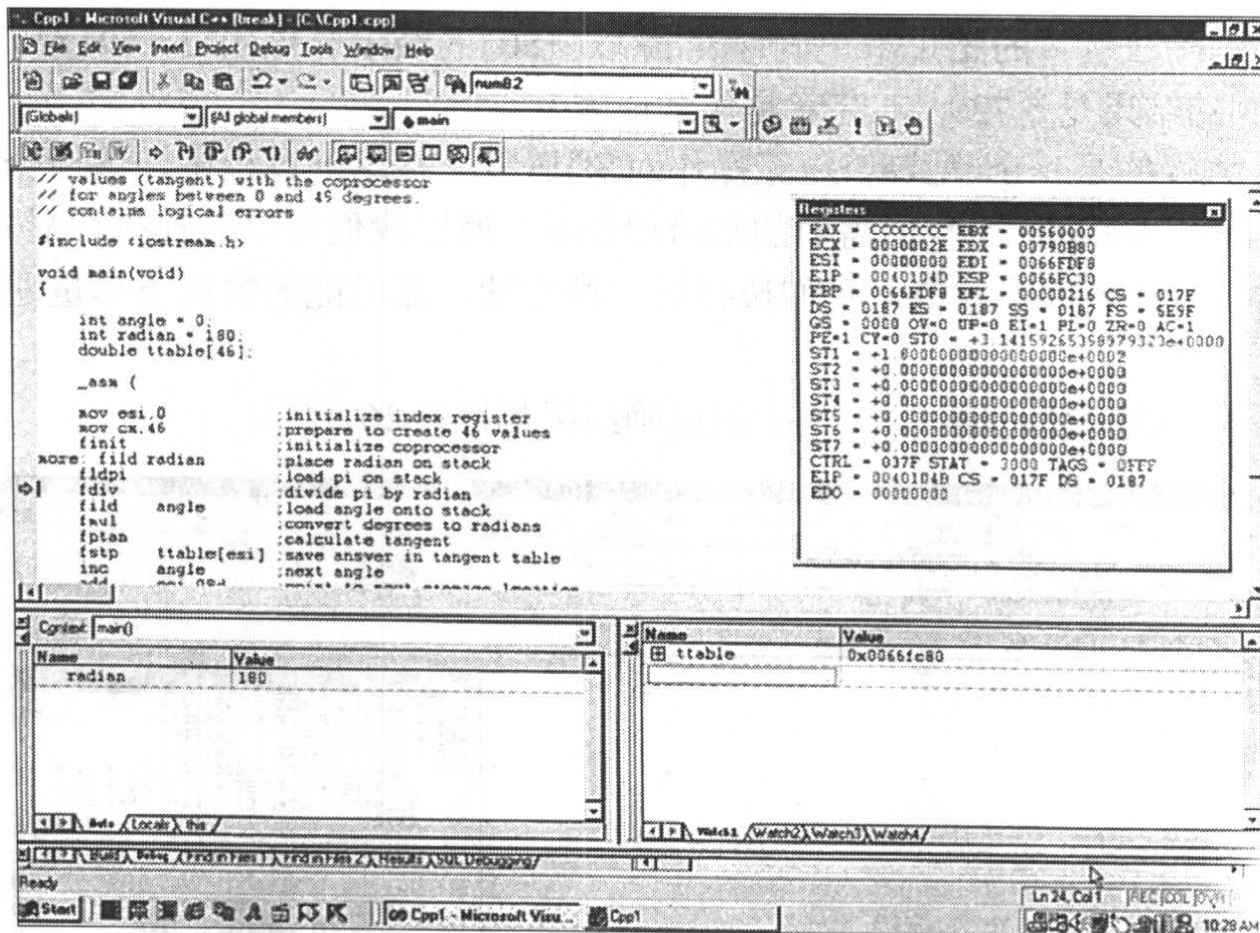 Cpp1 - Microsoft Visual C++ [break] - [C:\Cpp1.cpp]
File Edit View Insert Project Debug Tools Window Help
numB2
(Globals) (All global members) main
// values (tangent) with the coprocessor
// for angles between 0 and 45 degrees.
// contains logical errors
#include <iostream.h>
void main(void)
{
int angle = 0;
int radian = 180;
double ttable[46];
_asm {
mov esi,0 ;initialize index register
mov cx,46 ;prepare to create 46 values
finit ;initialize coprocessor
more: fild radian ;place radian on stack
fldpi ;load pi on stack
fdiv ;divide pi by radian
fild angle ;load angle onto stack
fmul ;convert degrees to radians
fptan ;calculate tangent
fstp ttable[esi] ;save answer in tangent table
inc angle ;next angle
add esi,08d ;point to next storage location
Registers
EAX = CCCCCCCC EBX = 00560000
ECX = 0000002E EDX = 00790B80
ESI = 00000000 EDI = 0066FDF8
EIP = 0040104D ESP = 0066FC30
EBP = 0066FDF8 EFL = 00000216 CS = 017F
DS = 0187 ES = 0187 SS = 0187 FS = 5E9F
GS = 0000 OV=0 UP=0 EI=1 PL=0 ZR=0 AC=1
PE=1 CY=0 ST0 = +3.14159265358979323e+0000
ST1 = +1.80000000000000000e+0002
ST2 = +0.00000000000000000e+0000
ST3 = +0.00000000000000000e+0000
ST4 = +0.00000000000000000e+0000
ST5 = +0.00000000000000000e+0000
ST6 = +0.00000000000000000e+0000
ST7 = +0.00000000000000000e+0000
CTRL = 037F STAT = 3000 TAGS = 0FFF
EIP = 0040104B CS = 017F DS = 0187
EDO = 00000000
Context main()
Name Value
radian 180
Auto Locals this
Name Value
ttable 0x0066fc80
Watch1 Watch2 Watch3 Watch4
Build Debug Find in Files 1 Find in Files 2 Results SQL Debugging
Ready
Ln 24, Col 1 REC COL OVR
Start Cpp1 - Microsoft Visu... Cpp1 10:28 AM